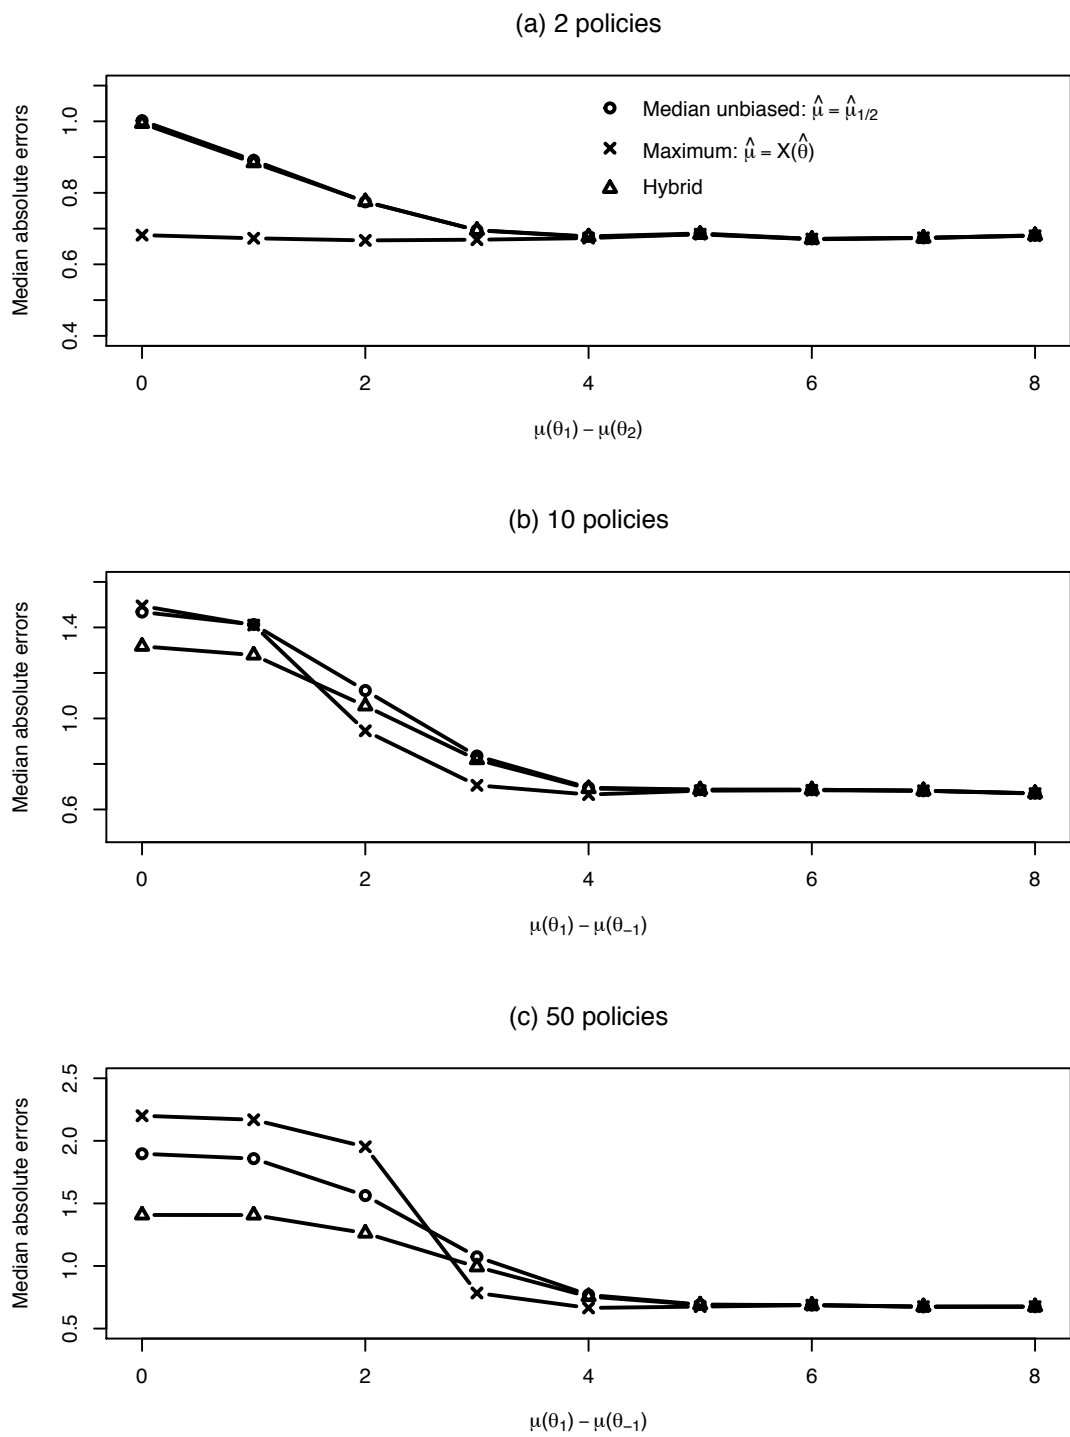 (a) 2 policies
Median absolute errors
1.0
0.8
0.6
0.4
Median unbiased: μ̂ = μ̂₁/₂
Maximum: μ̂ = X(θ̂)
Hybrid
0 2 4 6 8
μ(θ₁) − μ(θ₂)
(b) 10 policies
Median absolute errors
1.4
1.0
0.6
0 2 4 6 8
μ(θ₁) − μ(θ₋₁)
(c) 50 policies
Median absolute errors
2.5
2.0
1.5
1.0
0.5
0 2 4 6 8
μ(θ₁) − μ(θ₋₁)